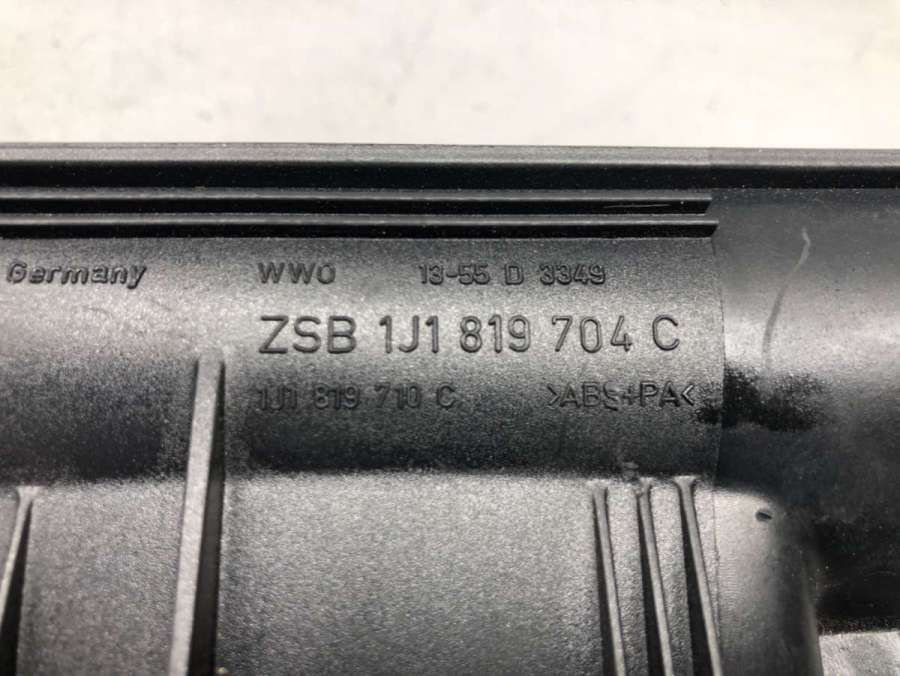 Germany WWO 13-55 D 3349
ZSB 1J1 819 704 C
1J1 819 710 C >ABS+PA<